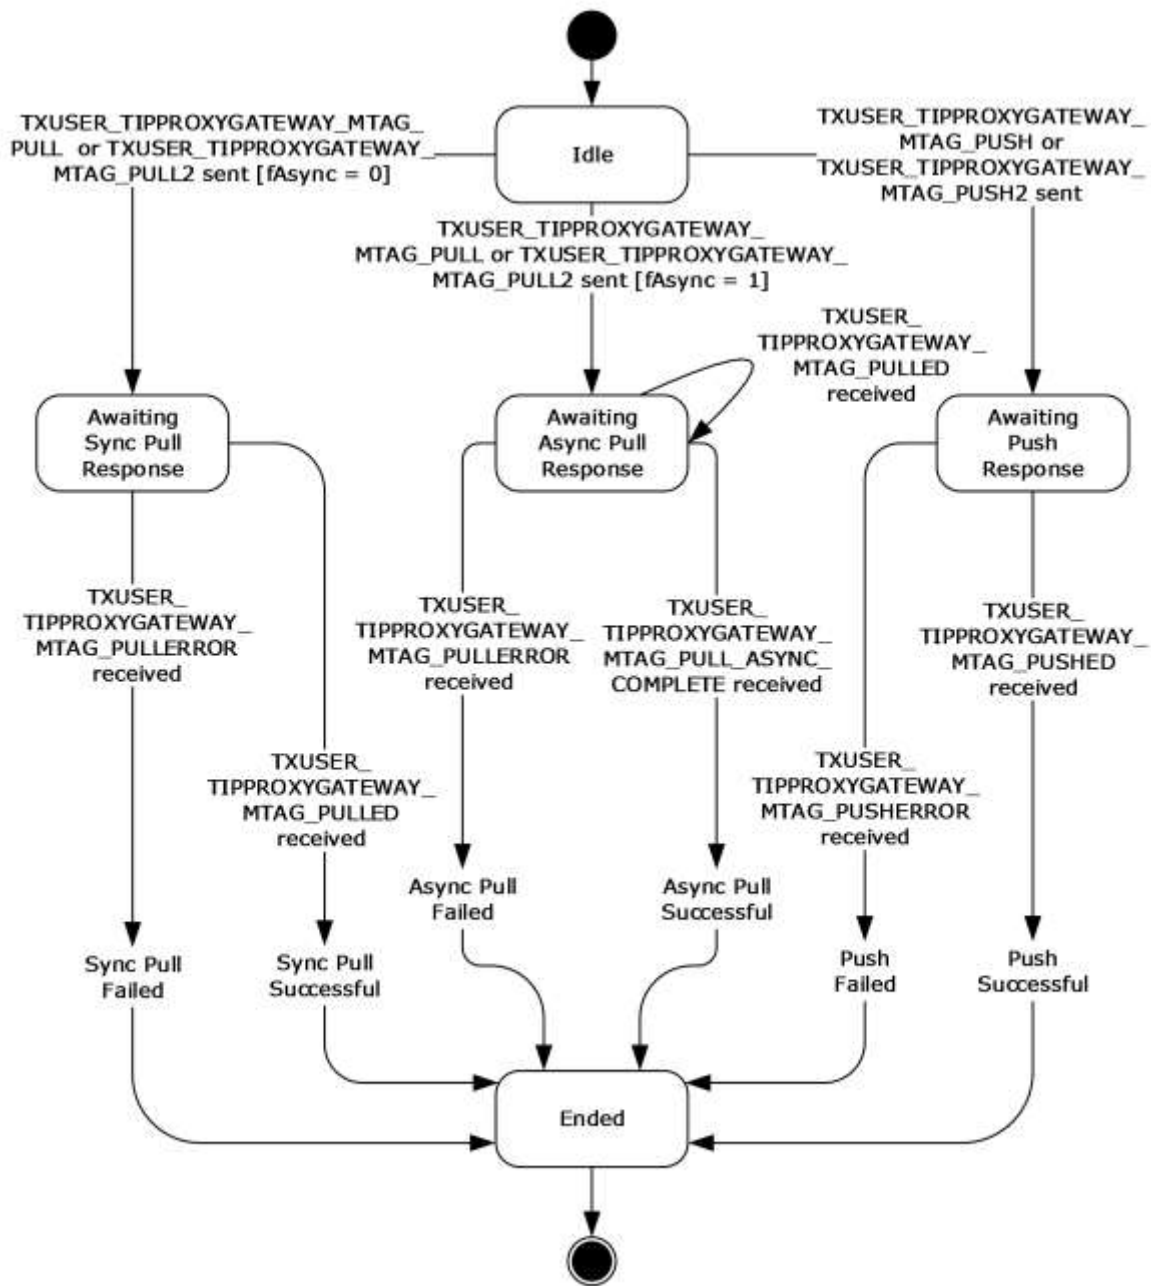 TXUSER_TIPPROXYGATEWAY_MTAG_
PULL or TXUSER_TIPPROXYGATEWAY_
MTAG_PULL2 sent [fAsync = 0]
Idle
TXUSER_TIPPROXYGATEWAY_
MTAG_PUSH or
TXUSER_TIPPROXYGATEWAY_
MTAG_PUSH2 sent
TXUSER_TIPPROXYGATEWAY_
MTAG_PULL or TXUSER_TIPPROXYGATEWAY_
MTAG_PULL2 sent [fAsync = 1]
TXUSER_
TIPPROXYGATEWAY_
MTAG_PULLED
received
Awaiting
Sync Pull
Response
Awaiting
Async Pull
Response
Awaiting
Push
Response
TXUSER_
TIPPROXYGATEWAY_
MTAG_PULLERROR
received
TXUSER_
TIPPROXYGATEWAY_
MTAG_PULLERROR
received
TXUSER_
TIPPROXYGATEWAY_
MTAG_PULL_ASYNC_
COMPLETE received
TXUSER_
TIPPROXYGATEWAY_
MTAG_PUSHED
received
TXUSER_
TIPPROXYGATEWAY_
MTAG_PULLED
received
TXUSER_
TIPPROXYGATEWAY_
MTAG_PUSHERROR
received
Async Pull
Failed
Async Pull
Successful
Sync Pull
Failed
Sync Pull
Successful
Push
Failed
Push
Successful
Ended